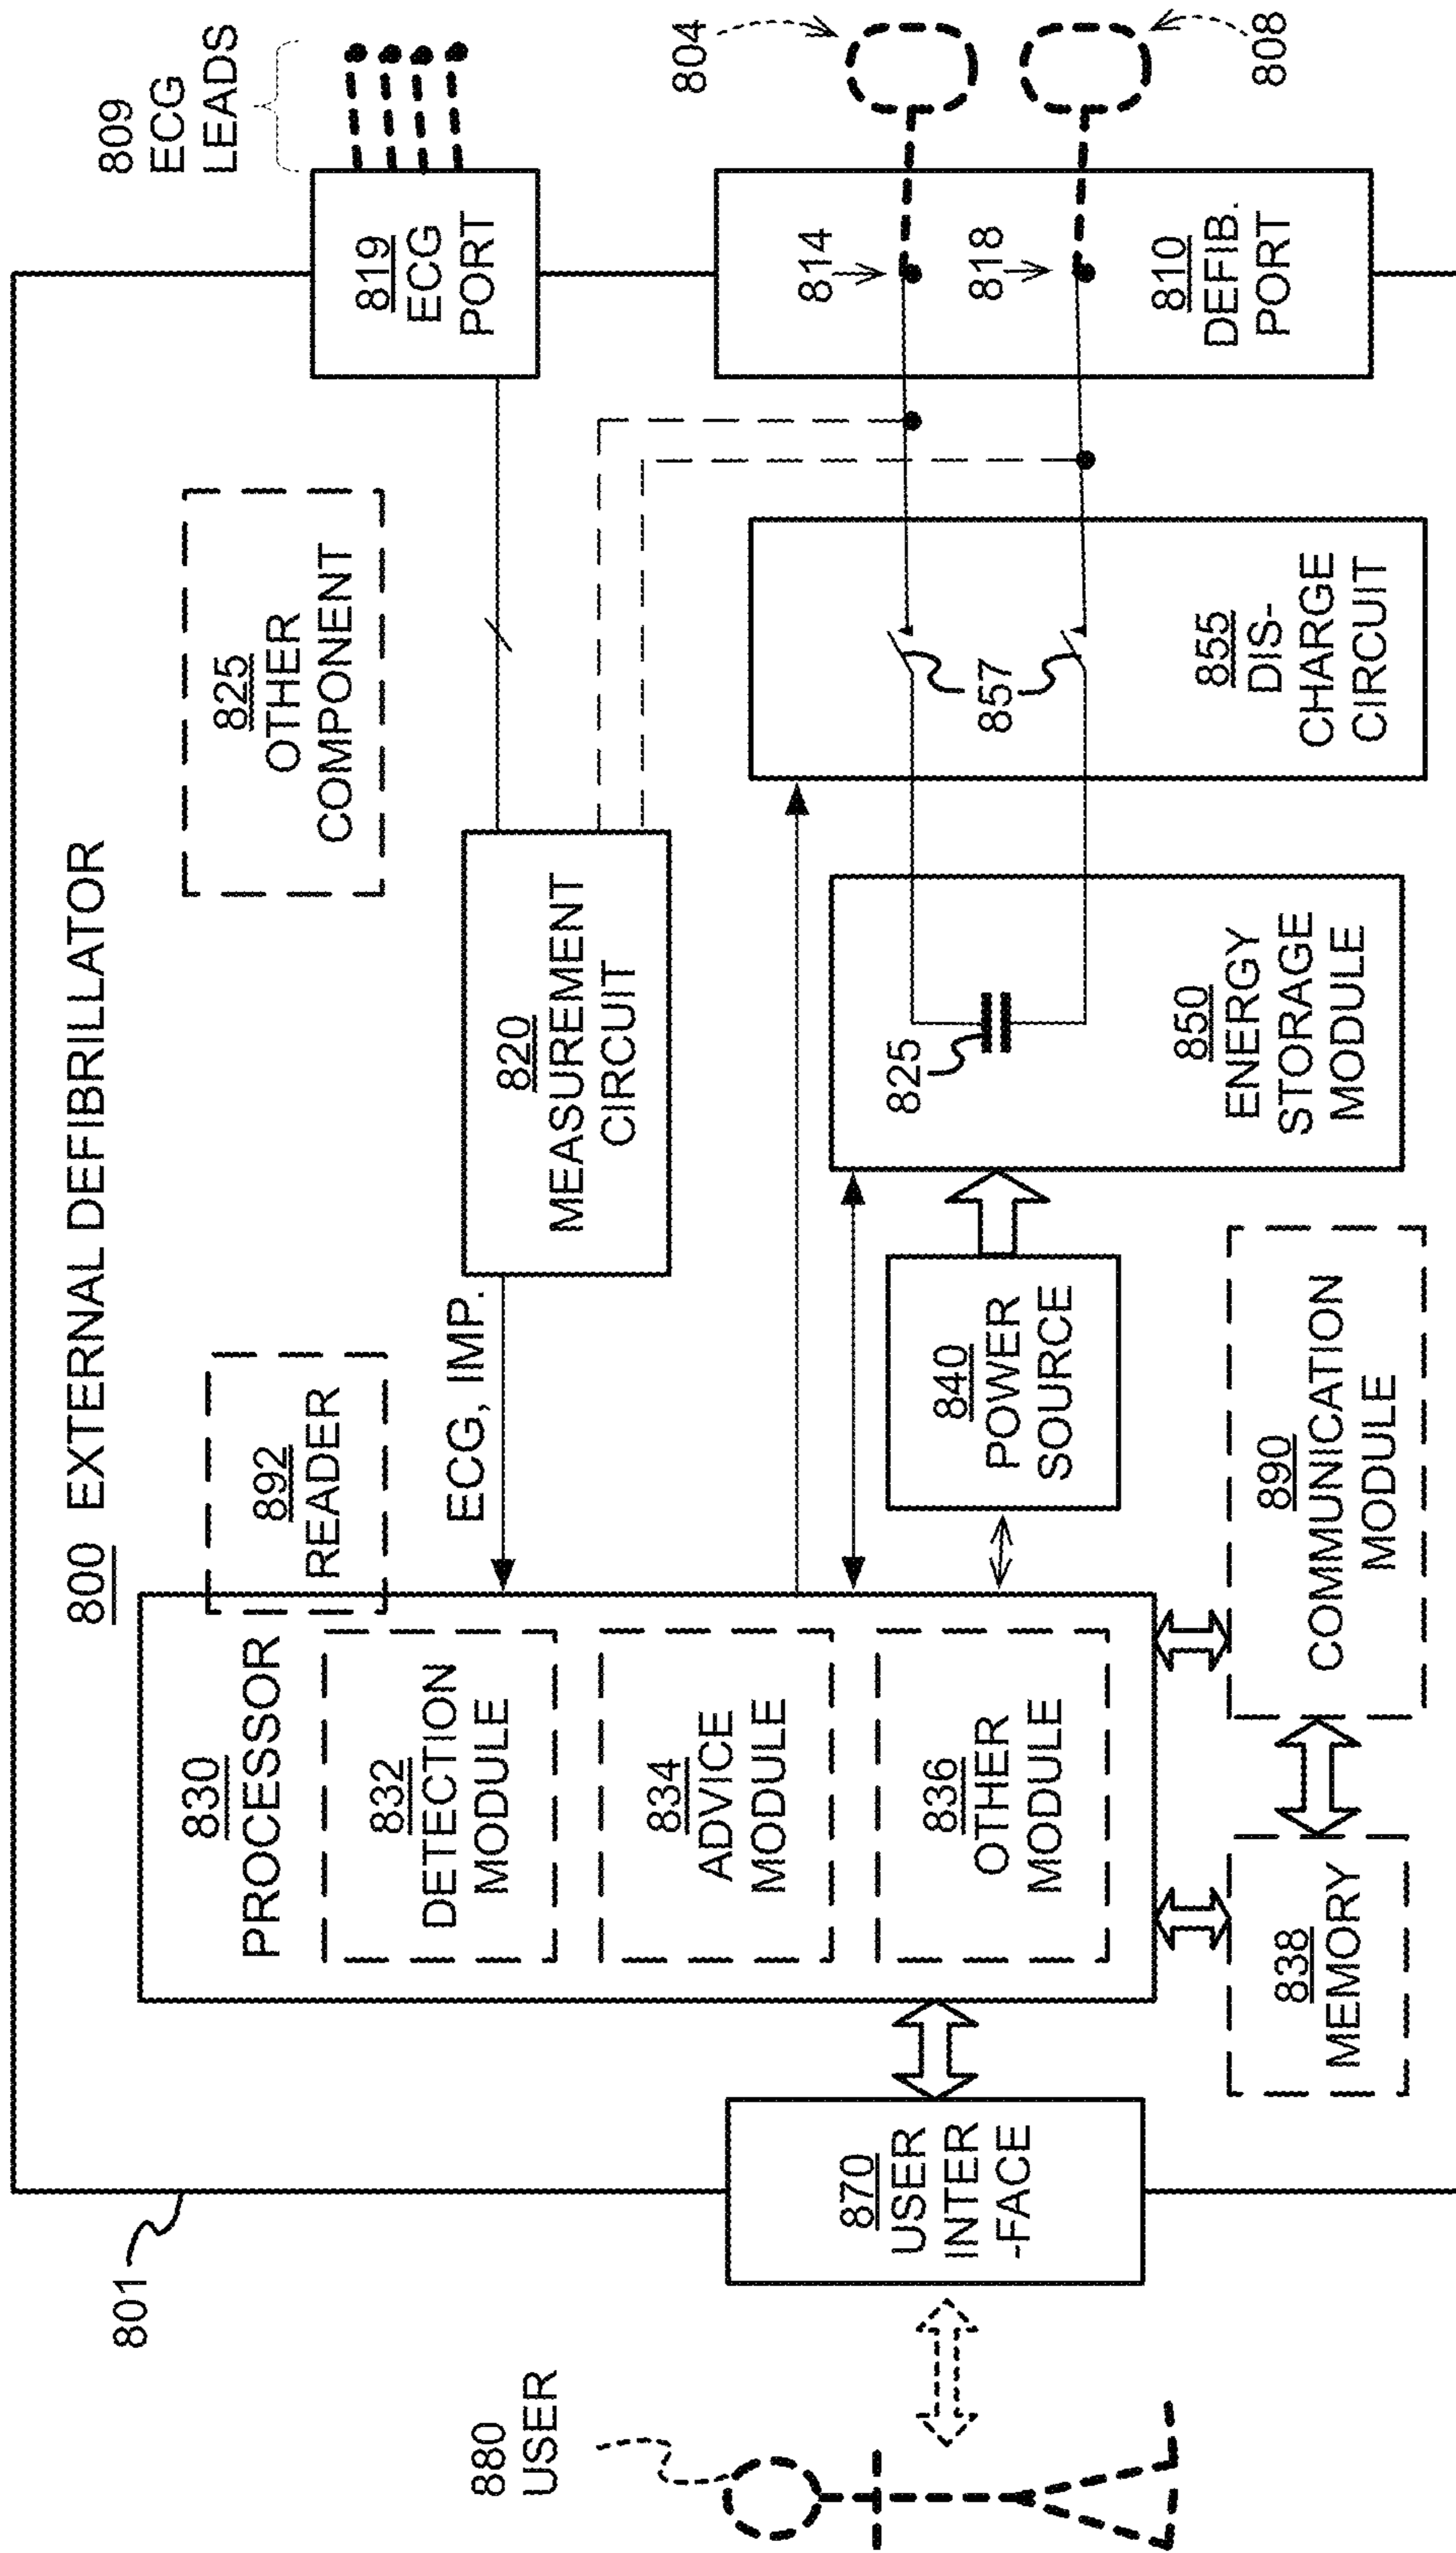 800 EXTERNAL DEFIBRILLATOR
801
809
ECG
LEADS
819
ECG
PORT
825
OTHER
COMPONENT
892
READER
830
PROCESSOR
832
DETECTION
MODULE
834
ADVICE
MODULE
836
OTHER
MODULE
ECG, IMP.
820
MEASUREMENT
CIRCUIT
804
808
814
818
810
DEFIB.
PORT
857
855
DIS-
CHARGE
CIRCUIT
825
850
ENERGY
STORAGE
MODULE
840
POWER
SOURCE
880
USER
870
USER
INTER
-FACE
838
MEMORY
890
COMMUNICATION
MODULE